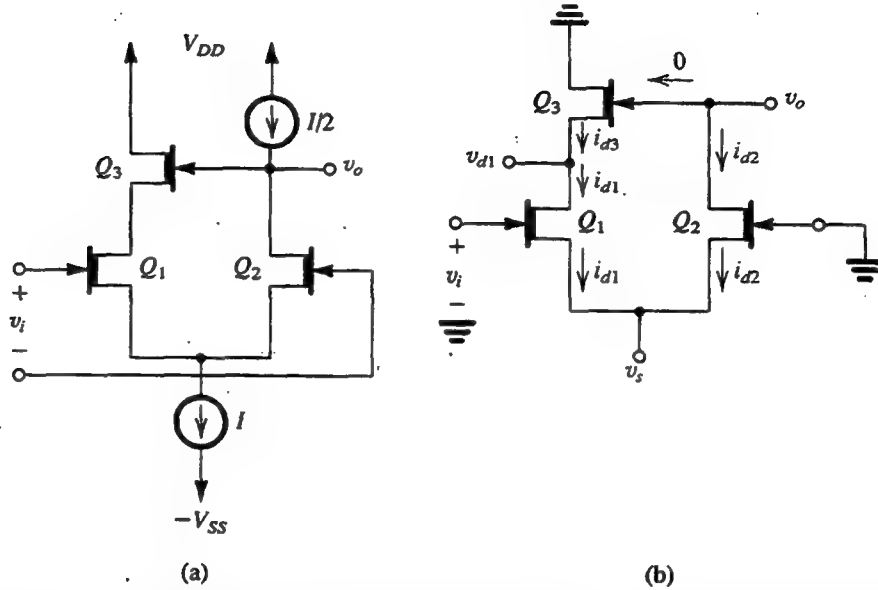 V_DD
I/2
Q_3
v_o
Q_1
Q_2
+
v_i
−
I
−V_SS
(a)
0
Q_3
v_o
v_d1
i_d3
i_d2
i_d1
Q_1
Q_2
+
v_i
−
i_d1
i_d2
v_s
(b)